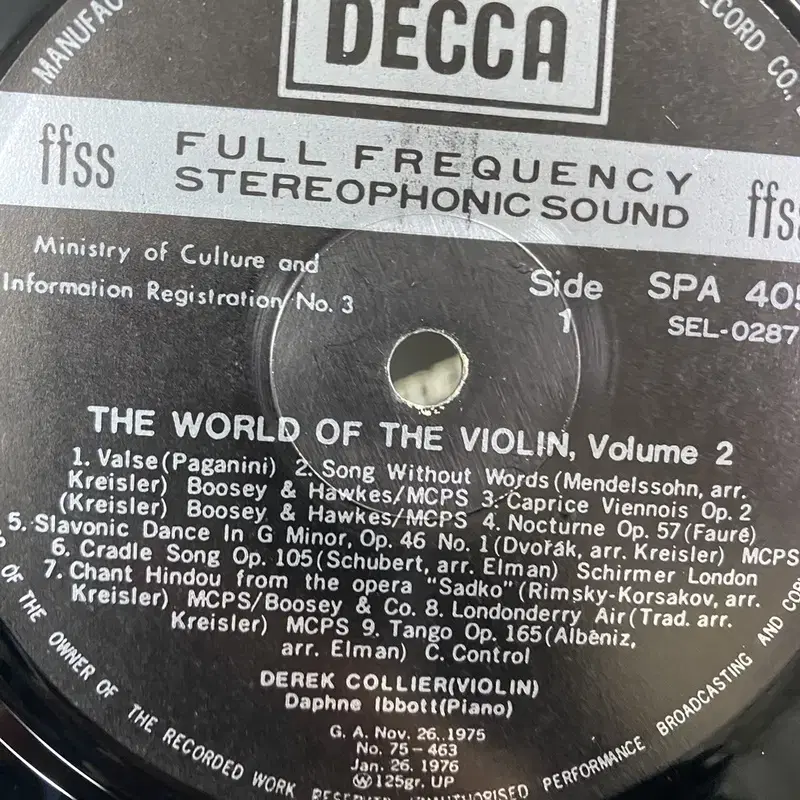 DECCA
ffss FULL FREQUENCY
STEREOPHONIC SOUND
Ministry of Culture and
Information Registration No. 3
Side
1
SPA 405
SEL-0287
THE WORLD OF THE VIOLIN, Volume 2
1. Valse(Paganini) 2. Song Without Words(Mendelssohn, arr.
Kreisler) Boosey & Hawkes/MCPS 3. Caprice Viennois Op. 2
(Kreisler) Boosey & Hawkes/MCPS 4. Nocturne Op. 57(Fauré)
5. Slavonic Dance In G Minor, Op. 46 No. 1(Dvořák, arr. Kreisler) MCPS
6. Cradle Song Op. 105(Schubert, arr. Elman) Schirmer London
7. Chant Hindou from the opera "Sadko"(Rimsky-Korsakov, arr.
Kreisler) MCPS/Boosey & Co. 8. Londonderry Air(Trad. arr.
Kreisler) MCPS 9. Tango Op. 165(Albèniz,
arr. Elman) C. Control
DEREK COLLIER(VIOLIN)
Daphne Ibbott(Piano)
G. A. Nov. 26. 1975
No. 75-463
Jan. 26. 1976
Ⓦ125gr. UP
RECORD CO.,
OF THE OWNER OF THE RECORDED WORK RESERVED UNAUTHORISED PERFORMANCE BROADCASTING AND